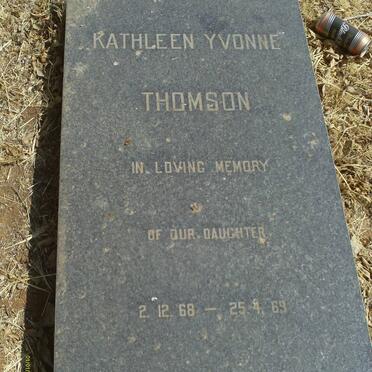 KATHLEEN YVONNE
THOMSON
IN LOVING MEMORY
OF OUR DAUGHTER
2.12.68 — 25.4.69